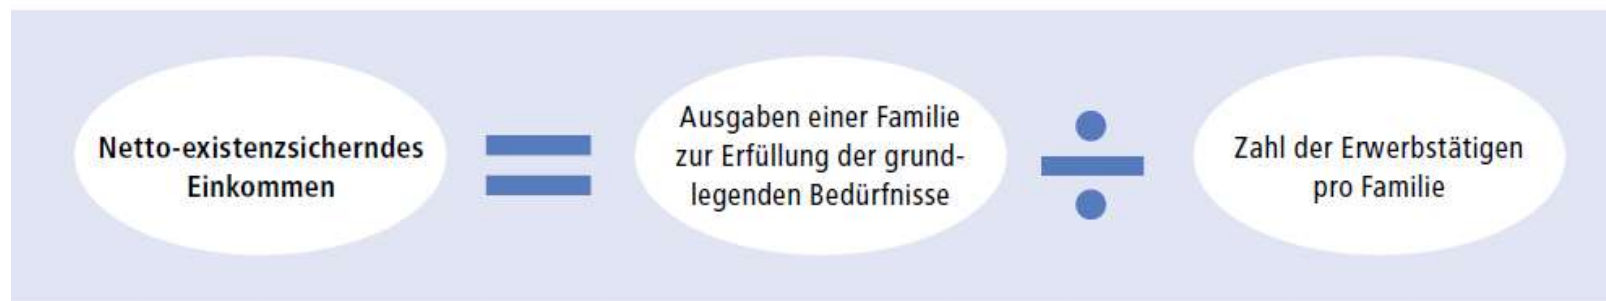 Netto-existenzsicherndes
Einkommen
=
Ausgaben einer Familie
zur Erfüllung der grund-
legenden Bedürfnisse
÷
Zahl der Erwerbstätigen
pro Familie